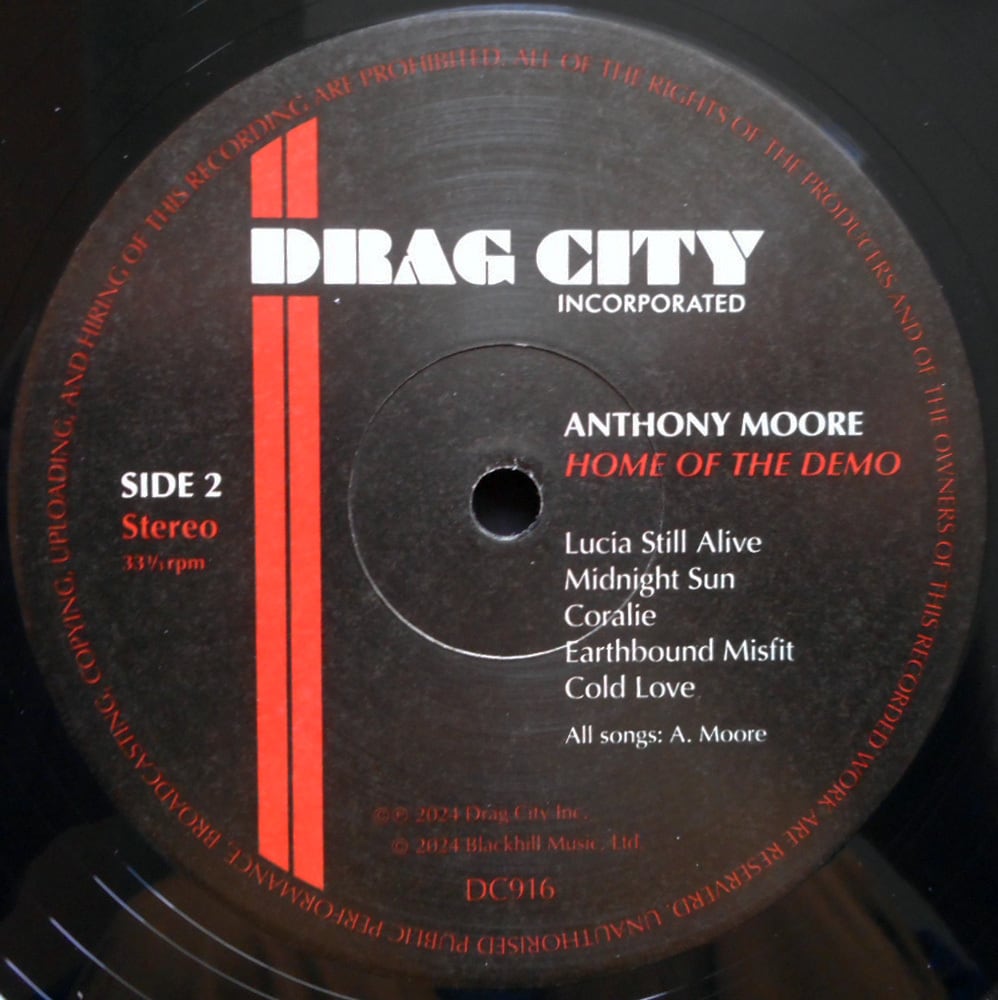 DRAG CITY
INCORPORATED
ANTHONY MOORE
HOME OF THE DEMO
SIDE 2
Stereo
33⅓ rpm
Lucia Still Alive
Midnight Sun
Coralie
Earthbound Misfit
Cold Love
All songs: A. Moore
©℗ 2024 Drag City Inc.
© 2024 Blackhill Music, Ltd.
DC916
ALL OF THE RIGHTS OF THE PRODUCERS AND OF THE OWNERS OF THIS RECORDED WORK ARE RESERVERD. UNAUTHORISED PUBLIC PERFORMANCE, BROADCASTING, COPYING, UPLOADING, AND HIRING OF THIS RECORDING ARE PROHIBITED.